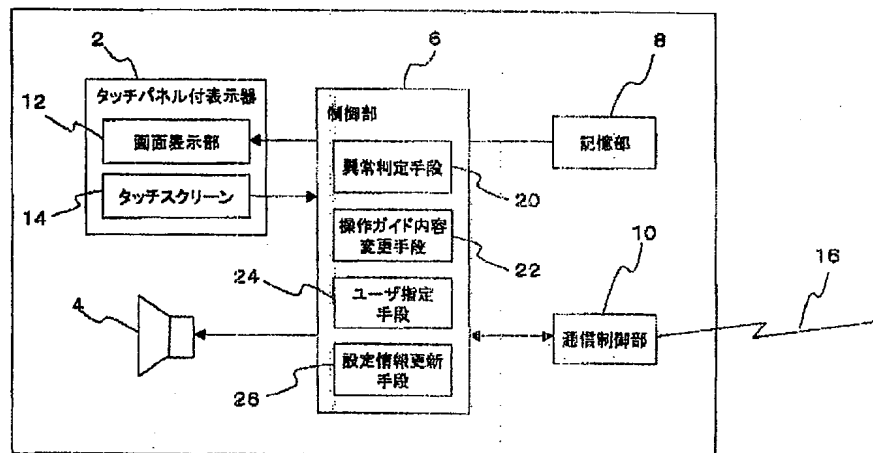 2
6
8
タッチパネル付表示器
12
画面表示部
制御部
記憶部
異常判定手段
14
タッチスクリーン
20
操作ガイド内容
変更手段
22
10
16
24
ユーザ指定
手段
4
通信制御部
設定情報更新
手段
26